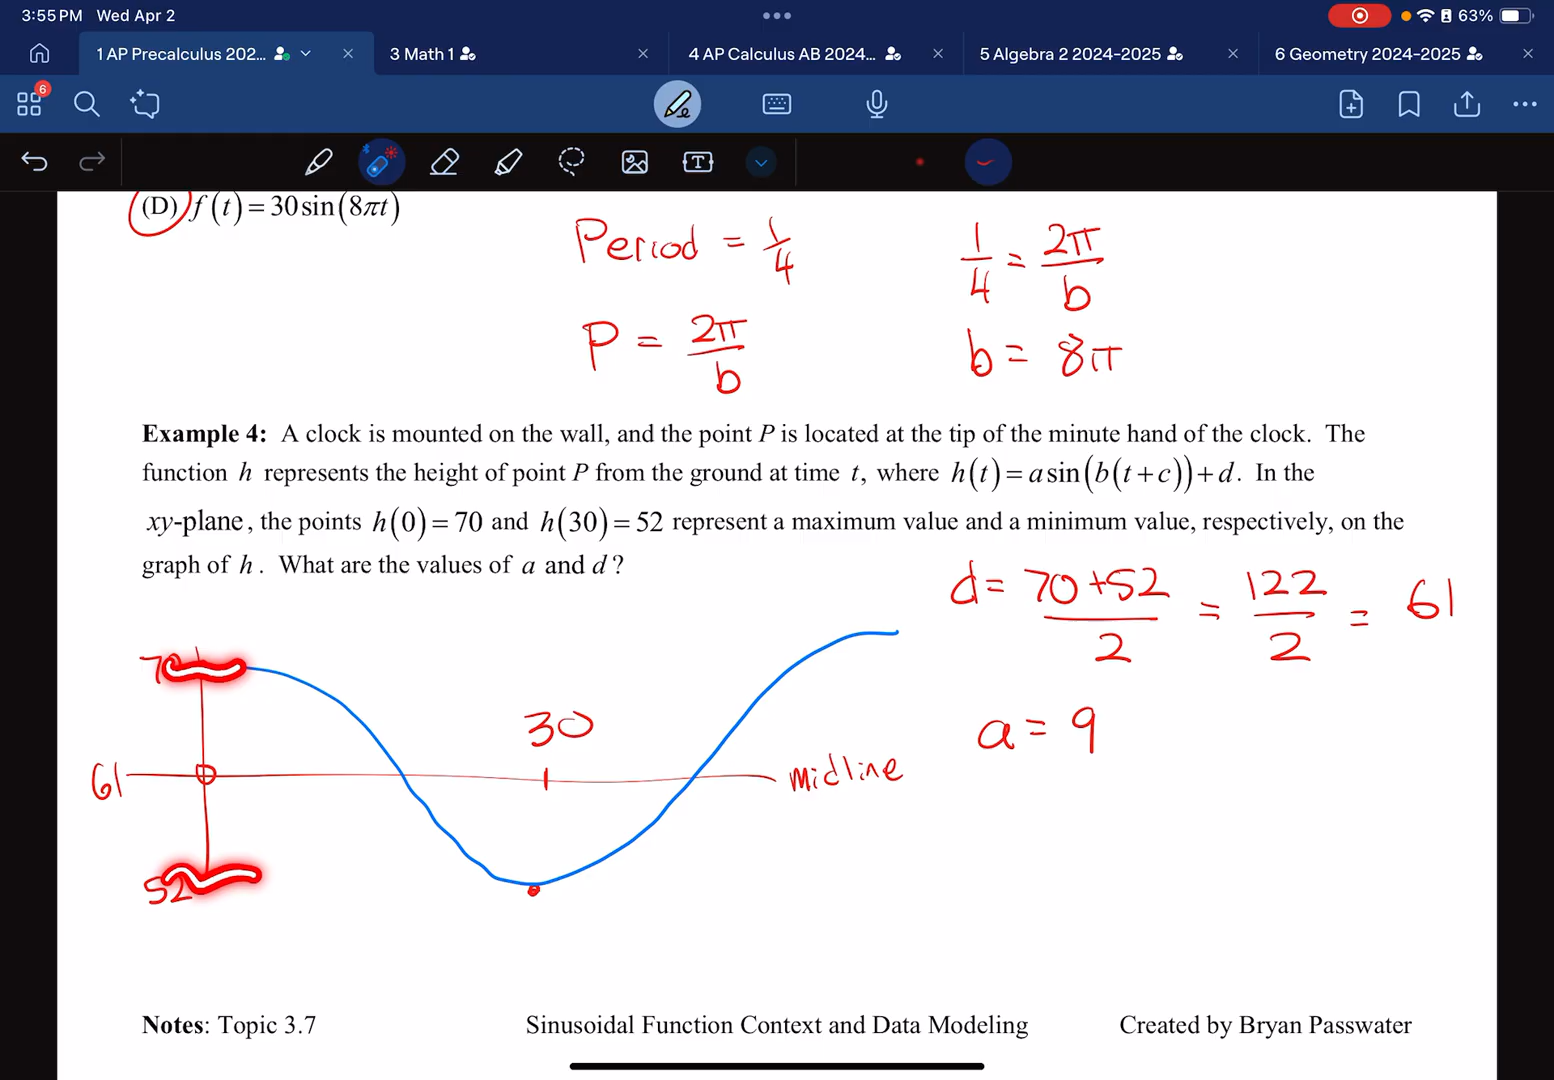 3:55 PM Wed Apr 2
63%
1 AP Precalculus 202...
3 Math 1
4 AP Calculus AB 2024...
5 Algebra 2 2024-2025
6 Geometry 2024-2025
6
T
(D) f(t) = 30 sin(8πt)
Period = 1/4
1/4 = 2π/b
P = 2π/b
b = 8π
Example 4: A clock is mounted on the wall, and the point P is located at the tip of the minute hand of the clock. The
function h represents the height of point P from the ground at time t, where h(t) = a sin(b(t+c)) + d. In the
xy-plane, the points h(0) = 70 and h(30) = 52 represent a maximum value and a minimum value, respectively, on the
graph of h. What are the values of a and d?
d = 70+52/2 = 122/2 = 61
70
30
a = 9
61
midline
52
Notes: Topic 3.7
Sinusoidal Function Context and Data Modeling
Created by Bryan Passwater